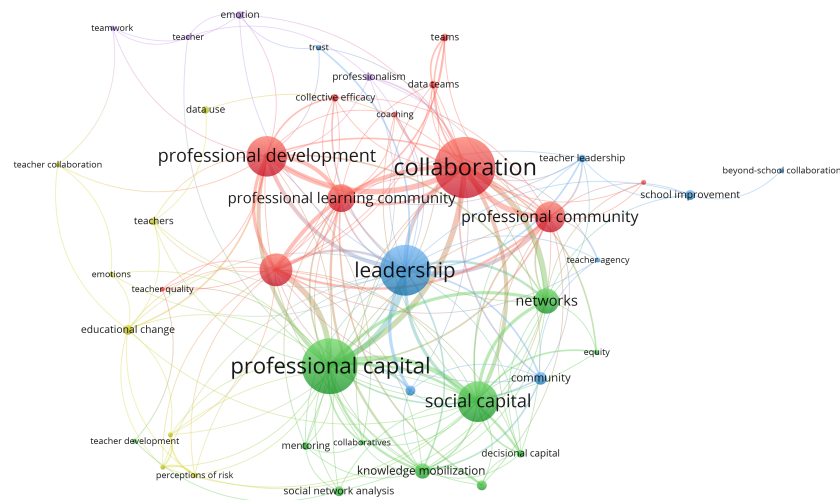 emotion
teamwork
teacher
trust
teams
professionalism
data teams
collective efficacy
data use
coaching
professional development
teacher leadership
teacher collaboration
collaboration
beyond-school collaboration
school improvement
professional learning community
professional community
teachers
teacher agency
leadership
emotions
teacher quality
networks
educational change
equity
professional capital
community
social capital
teacher development
mentoring
collaboratives
decisional capital
knowledge mobilization
perceptions of risk
social network analysis